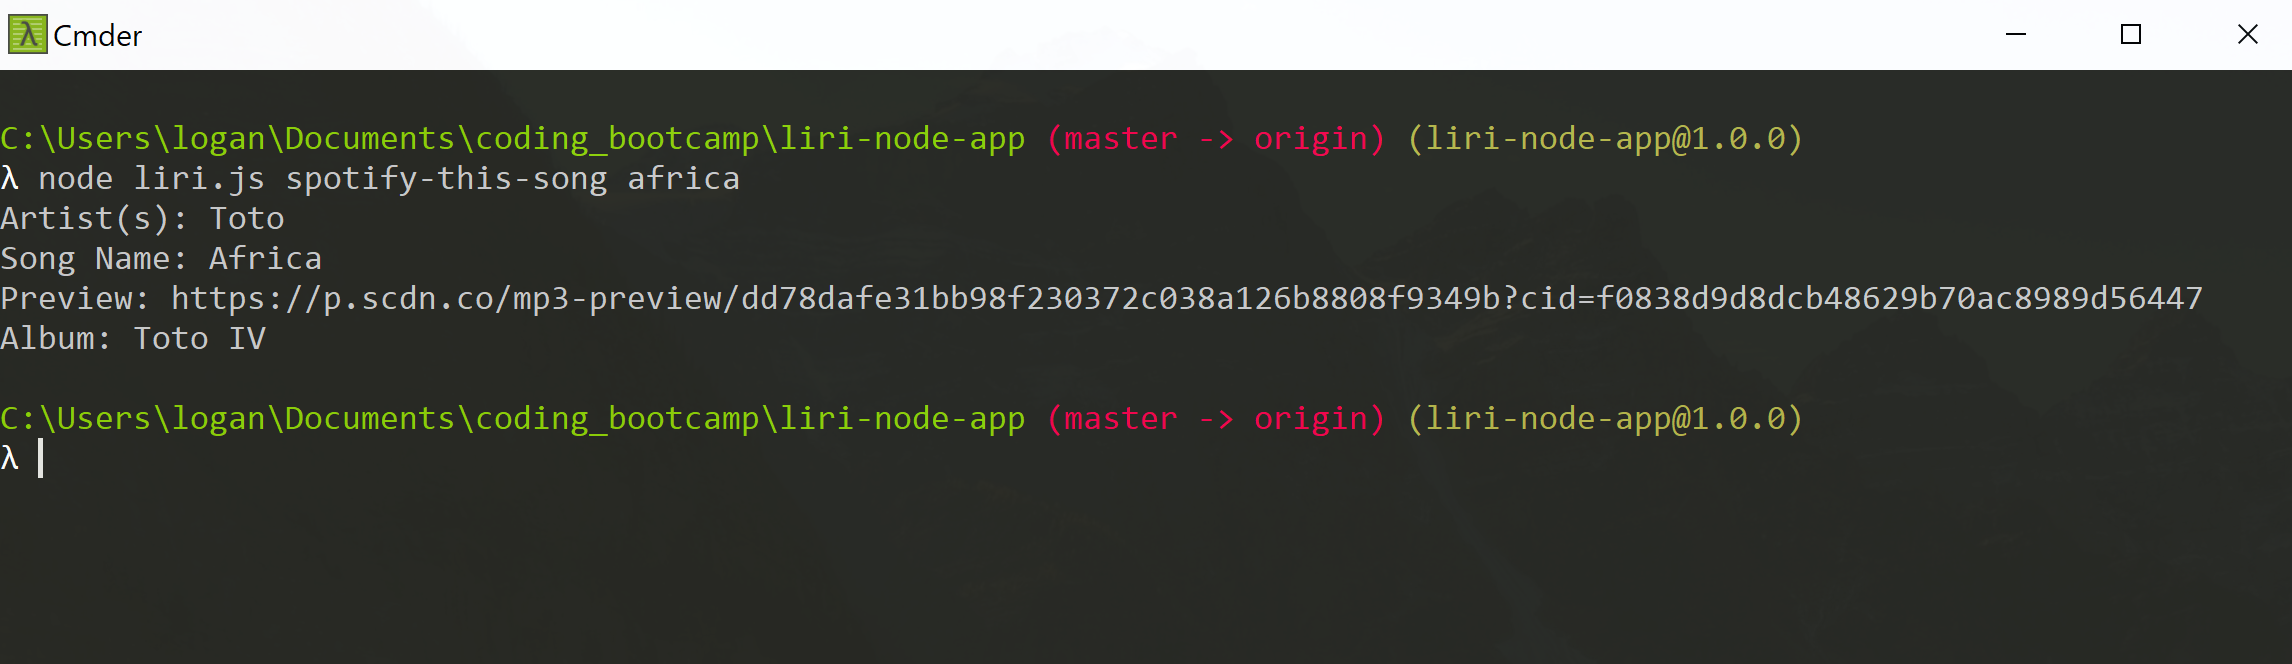 Cmder
C:\Users\logan\Documents\coding_bootcamp\liri-node-app (master -> origin) (liri-node-app@1.0.0)
λ node liri.js spotify-this-song africa
Artist(s): Toto
Song Name: Africa
Preview: https://p.scdn.co/mp3-preview/dd78dafe31bb98f230372c038a126b8808f9349b?cid=f0838d9d8dcb48629b70ac8989d56447
Album: Toto IV
C:\Users\logan\Documents\coding_bootcamp\liri-node-app (master -> origin) (liri-node-app@1.0.0)
λ